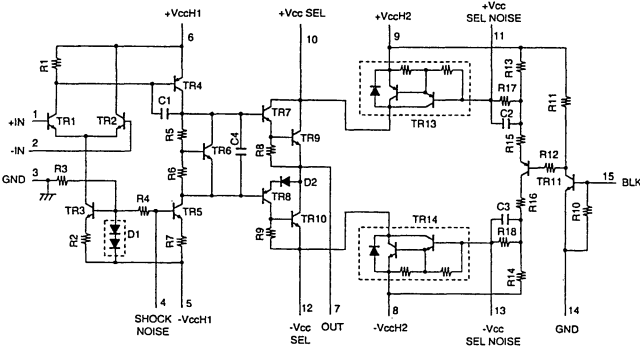 +VccH1
+Vcc SEL
+VccH2
+Vcc
SEL NOISE
6
10
9
11
R1
TR4
R13
C1
R17
R11
+IN
1
TR1
TR2
TR7
TR13
C2
-IN
2
R5
TR6
C4
R8
TR9
R15
R12
GND
3
R3
R6
D2
TR11
15
BLK
R4
TR8
TR14
C3
R16
R10
TR3
TR5
TR10
R2
D1
R7
R9
R18
R14
4
5
12
7
8
13
14
SHOCK
NOISE
-VccH1
-Vcc
SEL
OUT
-VccH2
-Vcc
SEL NOISE
GND